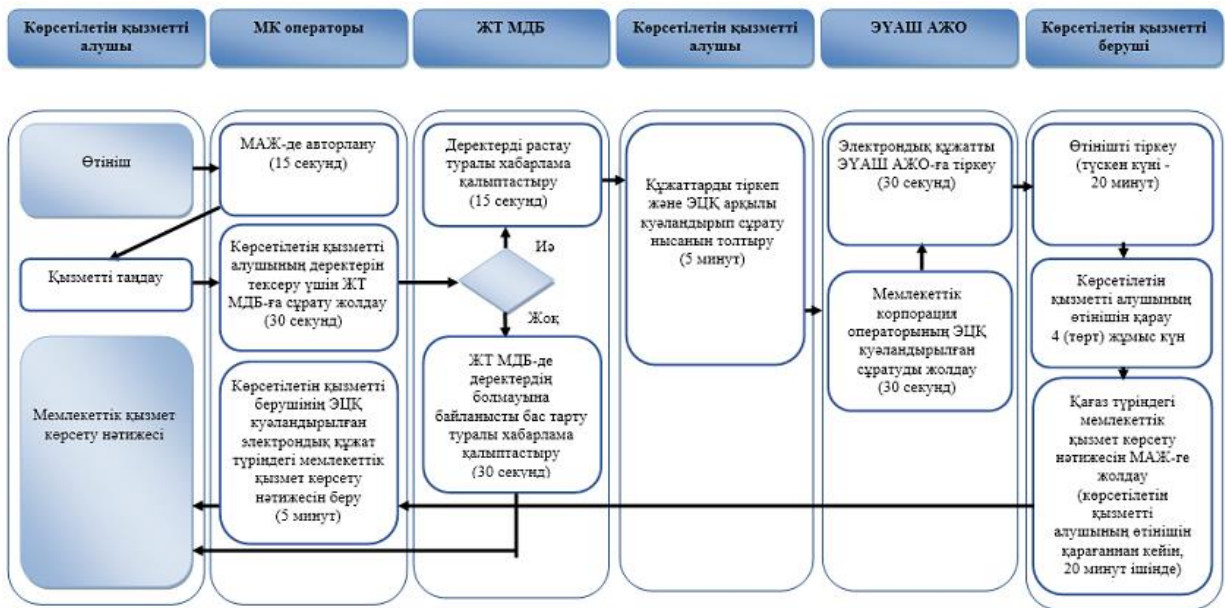 Көрсетілетін қызметті
алушы
МК операторы
ЖТ МДБ
Көрсетілетін қызметті
алушы
ЭҮАШ АЖО
Көрсетілетін қызметті
беруші
Өтініш
Қызметті таңдау
Мемлекеттік қызмет
көрсету нәтижесі
МАЖ-де авторлану
(15 секунд)
Көрсетілетін қызметті
алушының деректерін
тексеру үшін ЖТ
МДБ-ға сұрату жолдау
(30 секунд)
Көрсетілетін қызметті
берушінің ЭЦҚ
куәландырылған
электрондық құжат
түріндегі мемлекеттік
қызмет көрсету
нәтижесін беру
(5 минут)
Деректерді растау
туралы хабарлама
қалыптастыру
(15 секунд)
Иә
Жоқ
ЖТ МДБ-де
деректердің
болмауына
байланысты бас тарту
туралы хабарлама
қалыптастыру
(30 секунд)
Құжаттарды тіркеп
және ЭЦҚ арқылы
куәландырып сұрату
нысанын толтыру
(5 минут)
Электрондық құжатты
ЭҮАШ АЖО-ға тіркеу
(30 секунд)
Мемлекеттік
корпорация
операторының ЭЦҚ
куәландырылған
сұратуды жолдау
(30 секунд)
Өтінішті тіркеу
(түскен күні -
20 минут)
Көрсетілетін
қызметті алушының
өтінішін қарау
4 (төрт) жұмыс күн
Қағаз түріндегі
мемлекеттік
қызмет көрсету
нәтижесін МАЖ-ге
жолдау
(көрсетілетін
қызметті
алушының өтінішін
қарағаннан кейін,
20 минут ішінде)